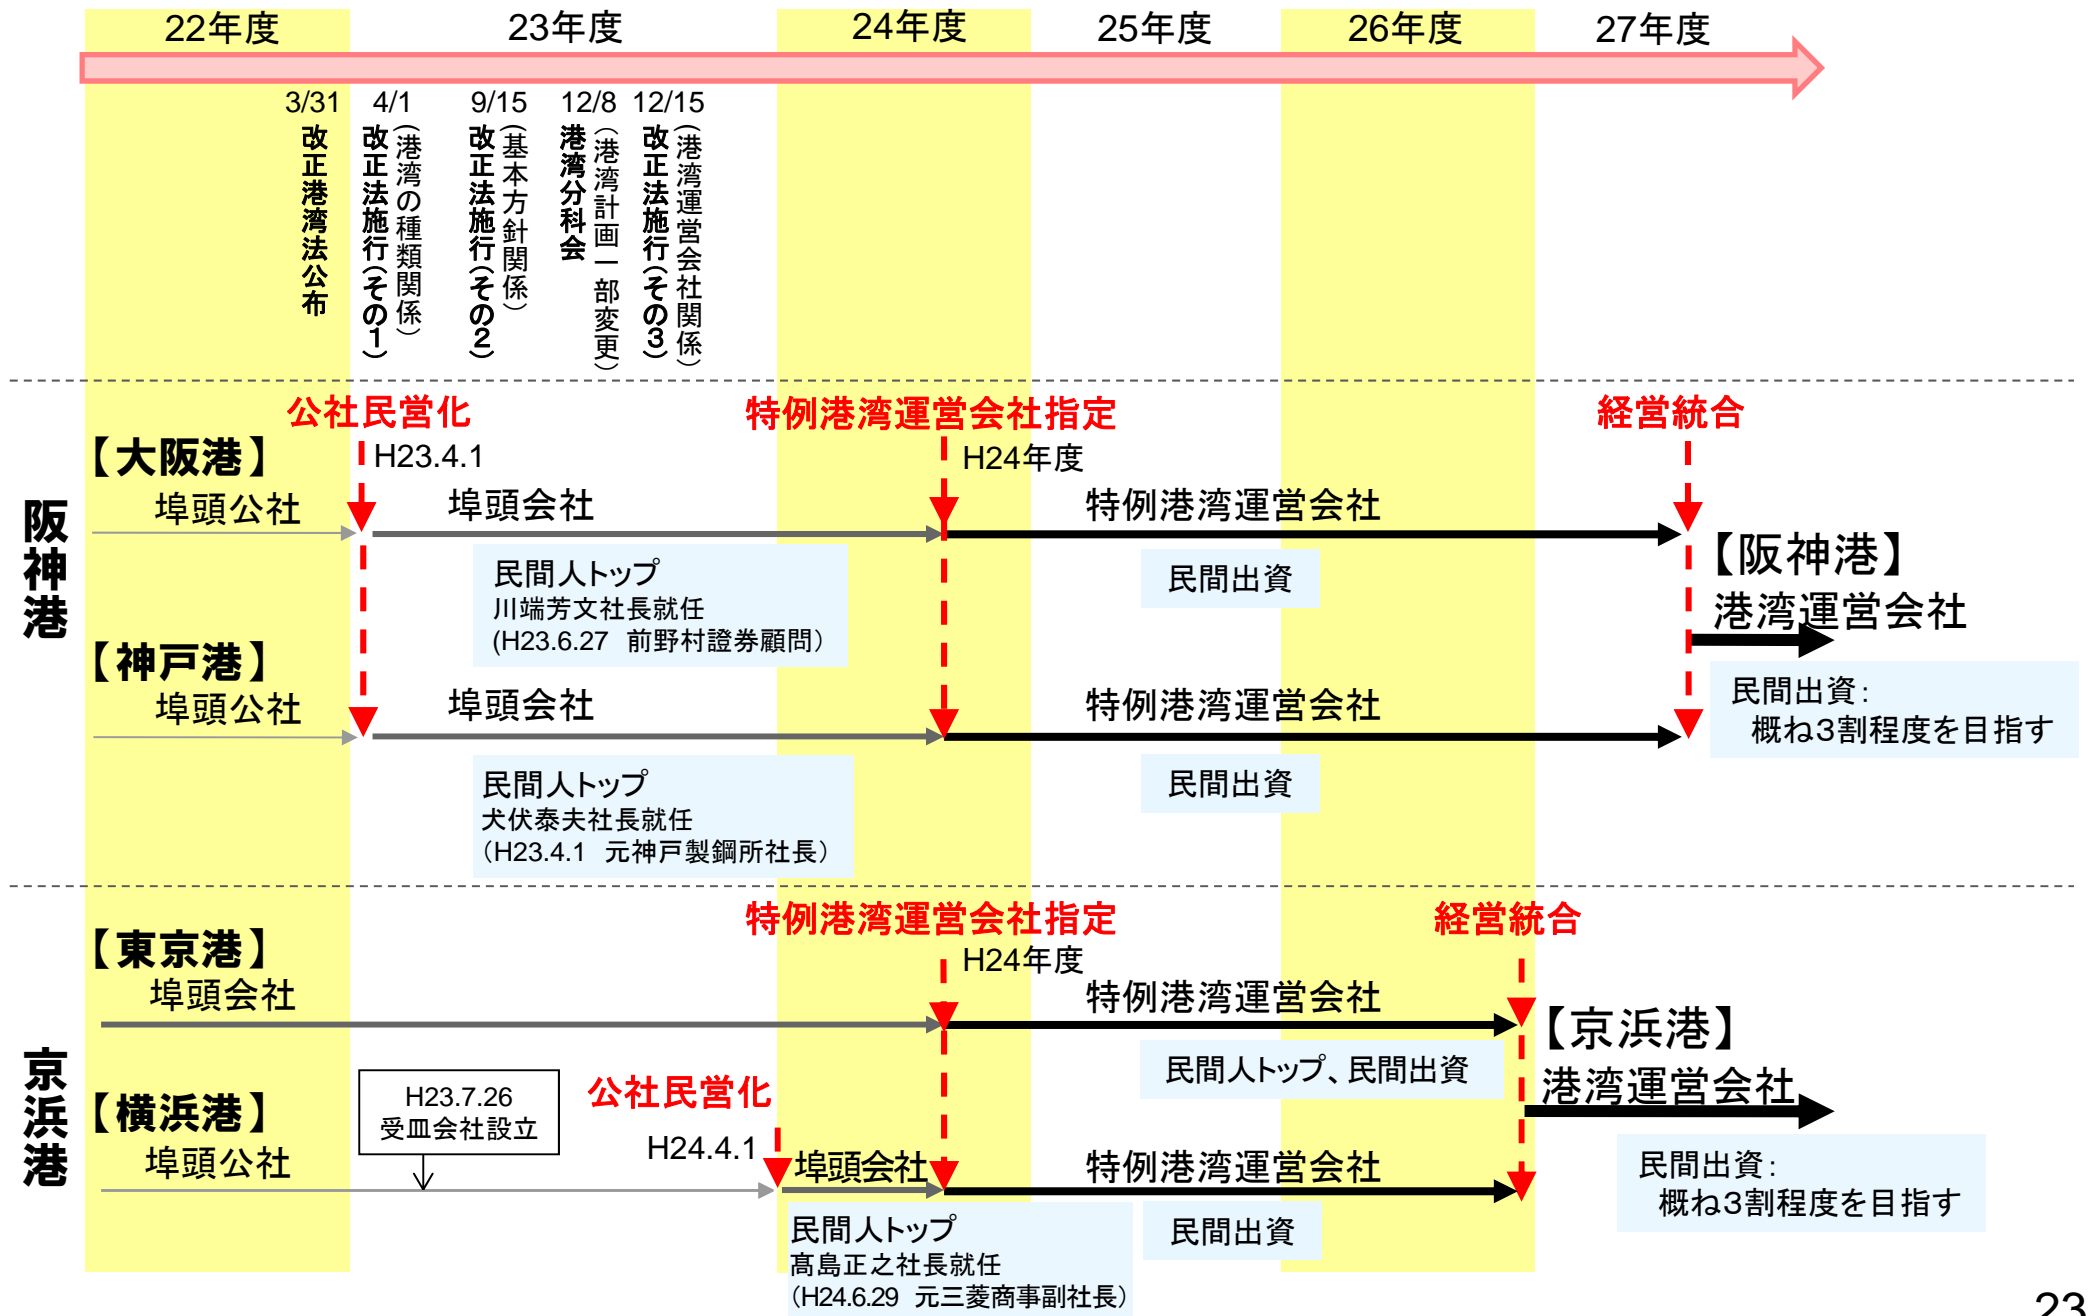 22年度
23年度
24年度
25年度
26年度
27年度
3/31
改正港湾法公布
4/1
改正法施行(その1)
(港湾の種類関係)
9/15
改正法施行(その2)
(基本方針関係)
12/8
港湾分科会
(港湾計画一部変更)
12/15
改正法施行(その3)
(港湾運営会社関係)
阪神港
公社民営化
特例港湾運営会社指定
経営統合
【大阪港】
H23.4.1
H24年度
埠頭公社
埠頭会社
特例港湾運営会社
民間人トップ
川端芳文社長就任
(H23.6.27 前野村證券顧問)
民間出資
【阪神港】
港湾運営会社
【神戸港】
埠頭公社
埠頭会社
特例港湾運営会社
民間出資：
概ね3割程度を目指す
民間人トップ
犬伏泰夫社長就任
(H23.4.1 元神戸製鋼所社長)
民間出資
京浜港
特例港湾運営会社指定
経営統合
【東京港】
H24年度
埠頭会社
特例港湾運営会社
【京浜港】
港湾運営会社
民間人トップ、民間出資
【横浜港】
H23.7.26
受皿会社設立
公社民営化
H24.4.1
埠頭公社
埠頭会社
特例港湾運営会社
民間出資：
概ね3割程度を目指す
民間人トップ
髙島正之社長就任
(H24.6.29 元三菱商事副社長)
民間出資
23